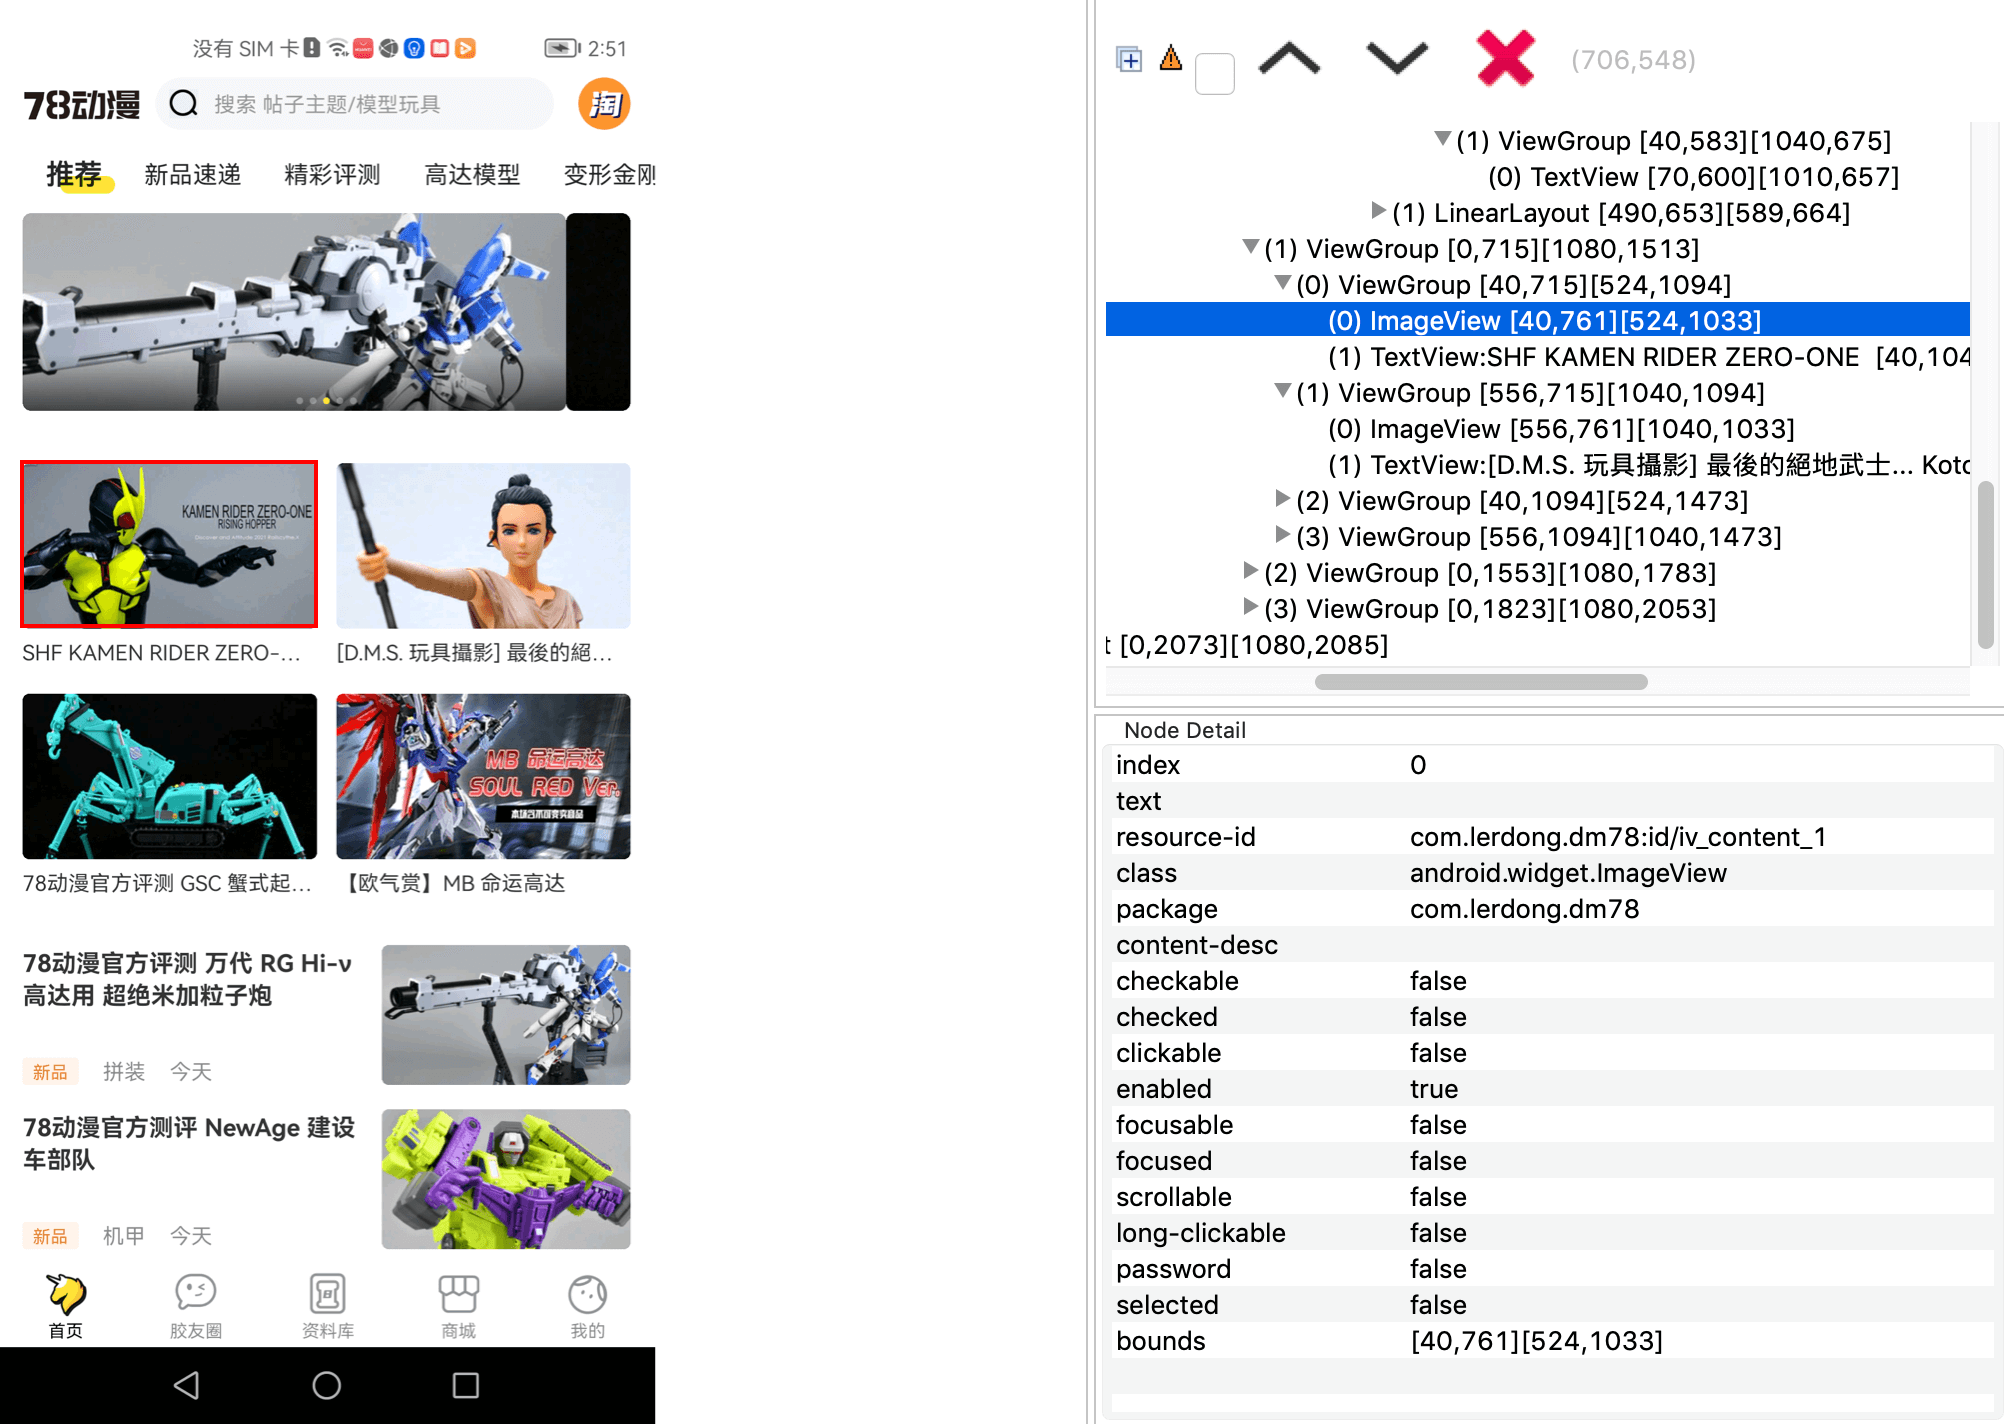 没有 SIM 卡
2:51
78动漫
搜索 帖子主题/模型玩具
淘
推荐
新品速递
精彩评测
高达模型
变形金刚
KAMEN RIDER ZERO-ONE
RISING HOPPER
SHF KAMEN RIDER ZERO-...
[D.M.S. 玩具攝影] 最後的絕...
MB 命运高达
SOUL RED Ver.
78动漫官方评测 GSC 蟹式起...
【欧气赏】MB 命运高达
78动漫官方评测 万代 RG Hi-ν
高达用 超绝米加粒子炮
新品
拼装
今天
78动漫官方测评 NewAge 建设
车部队
新品
机甲
今天
首页
胶友圈
资料库
商城
我的
(706,548)
(1) ViewGroup [40,583][1040,675]
(0) TextView [70,600][1010,657]
(1) LinearLayout [490,653][589,664]
(1) ViewGroup [0,715][1080,1513]
(0) ViewGroup [40,715][524,1094]
(0) ImageView [40,761][524,1033]
(1) TextView:SHF KAMEN RIDER ZERO-ONE [40,104
(1) ViewGroup [556,715][1040,1094]
(0) ImageView [556,761][1040,1033]
(1) TextView:[D.M.S. 玩具攝影] 最後的絕地武士... Koto
(2) ViewGroup [40,1094][524,1473]
(3) ViewGroup [556,1094][1040,1473]
(2) ViewGroup [0,1553][1080,1783]
(3) ViewGroup [0,1823][1080,2053]
t [0,2073][1080,2085]
Node Detail
index 0
text
resource-id com.lerdong.dm78:id/iv_content_1
class android.widget.ImageView
package com.lerdong.dm78
content-desc
checkable false
checked false
clickable false
enabled true
focusable false
focused false
scrollable false
long-clickable false
password false
selected false
bounds [40,761][524,1033]